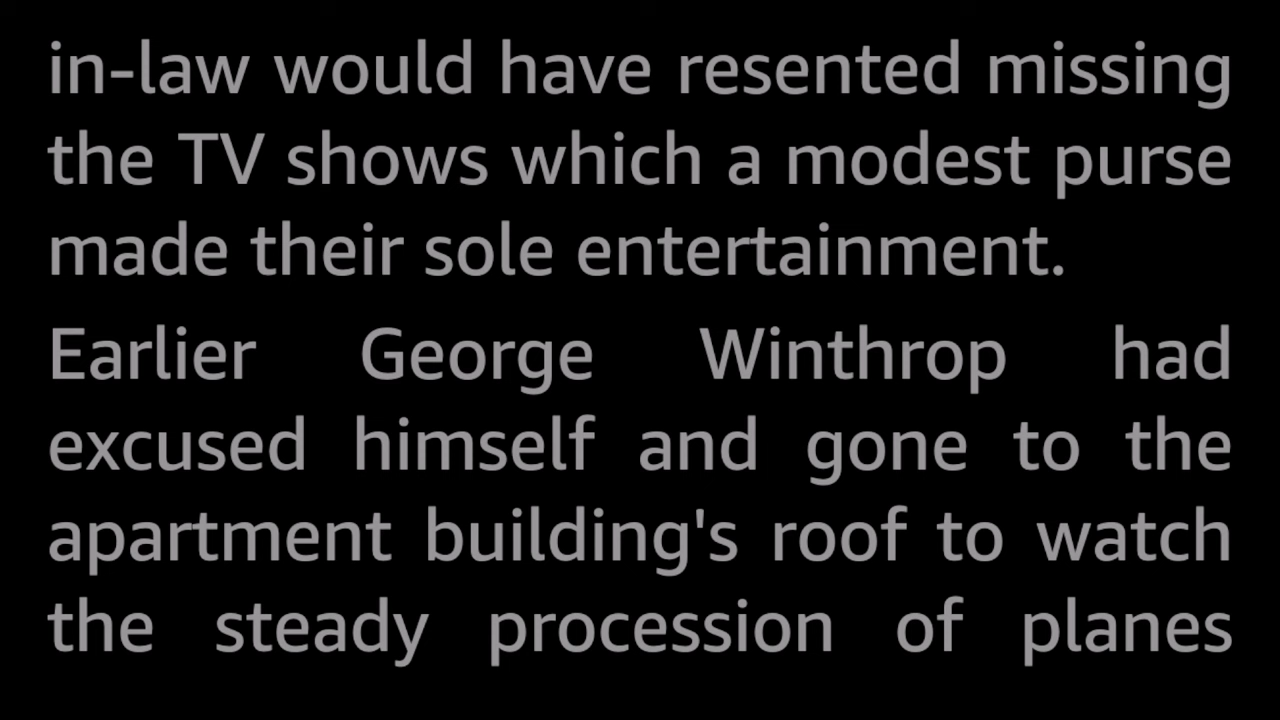 in-law would have resented missing
the TV shows which a modest purse
made their sole entertainment.
Earlier George Winthrop had
excused himself and gone to the
apartment building's roof to watch
the steady procession of planes